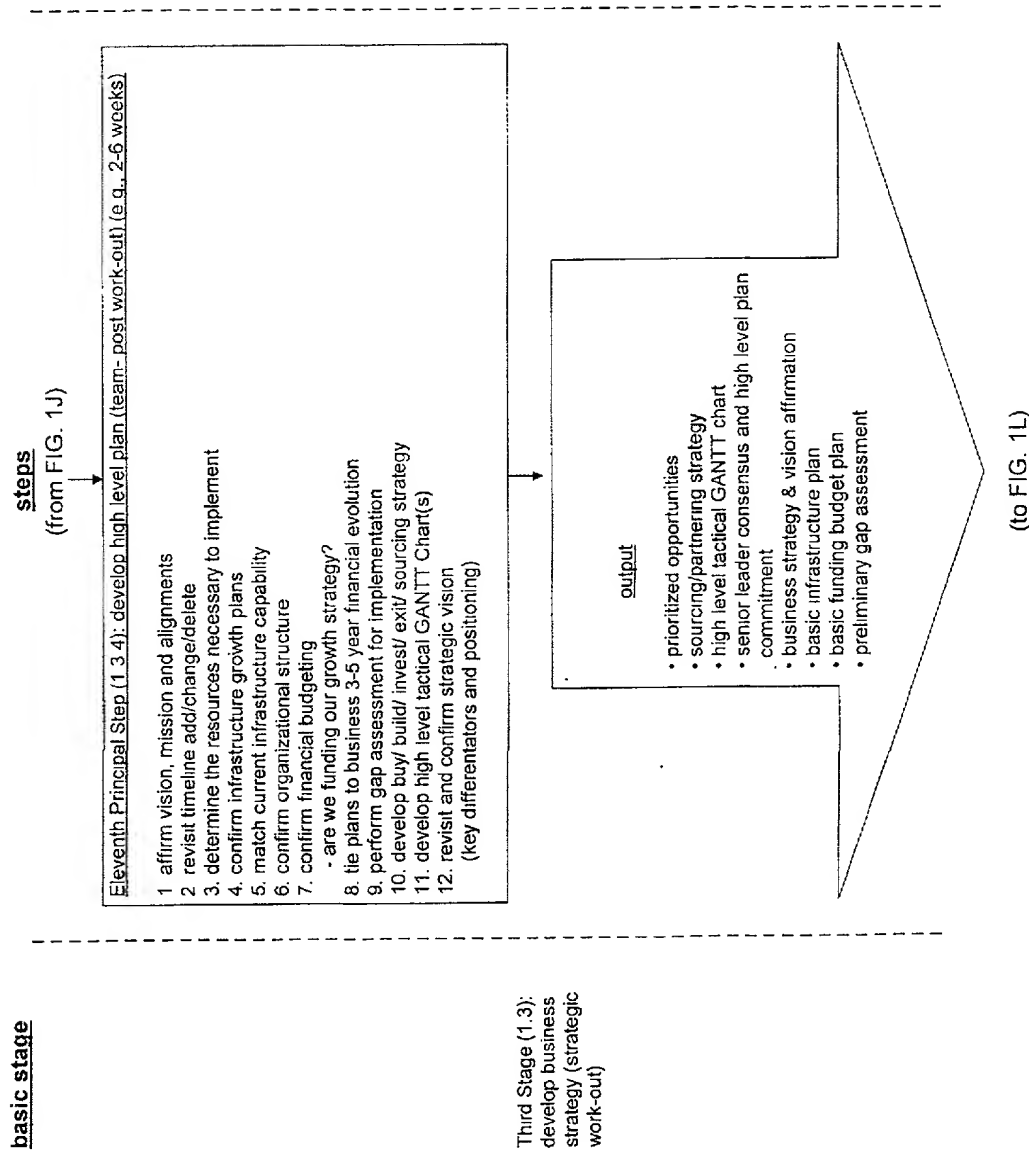 basic stage
steps
(from FIG. 1J)
Eleventh Principal Step (1 3 4): develop high level plan (team- post work-out) (e g., 2-6 weeks)
1 affirm vision, mission and alignments
2 revisit timeline add/change/delete
3. determine the resources necessary to implement
4. confirm infrastructure growth plans
5. match current infrastructure capability
6. confirm organizational structure
7. confirm financial budgeting
- are we funding our growth strategy?
8. tie plans to business 3-5 year financial evolution
9. perform gap assessment for implementation
10. develop buy/ build/ invest/ exit/ sourcing strategy
11. develop high level tactical GANTT Chart(s)
12. revisit and confirm strategic vision
(key differentators and positioning)
Third Stage (1.3):
develop business
strategy (strategic
work-out)
output
• prioritized opportunities
• sourcing/partnering strategy
• high level tactical GANTT chart
• senior leader consensus and high level plan
commitment
• business strategy & vision affirmation
• basic infrastructure plan
• basic funding budget plan
• preliminary gap assessment
(to FIG. 1L)